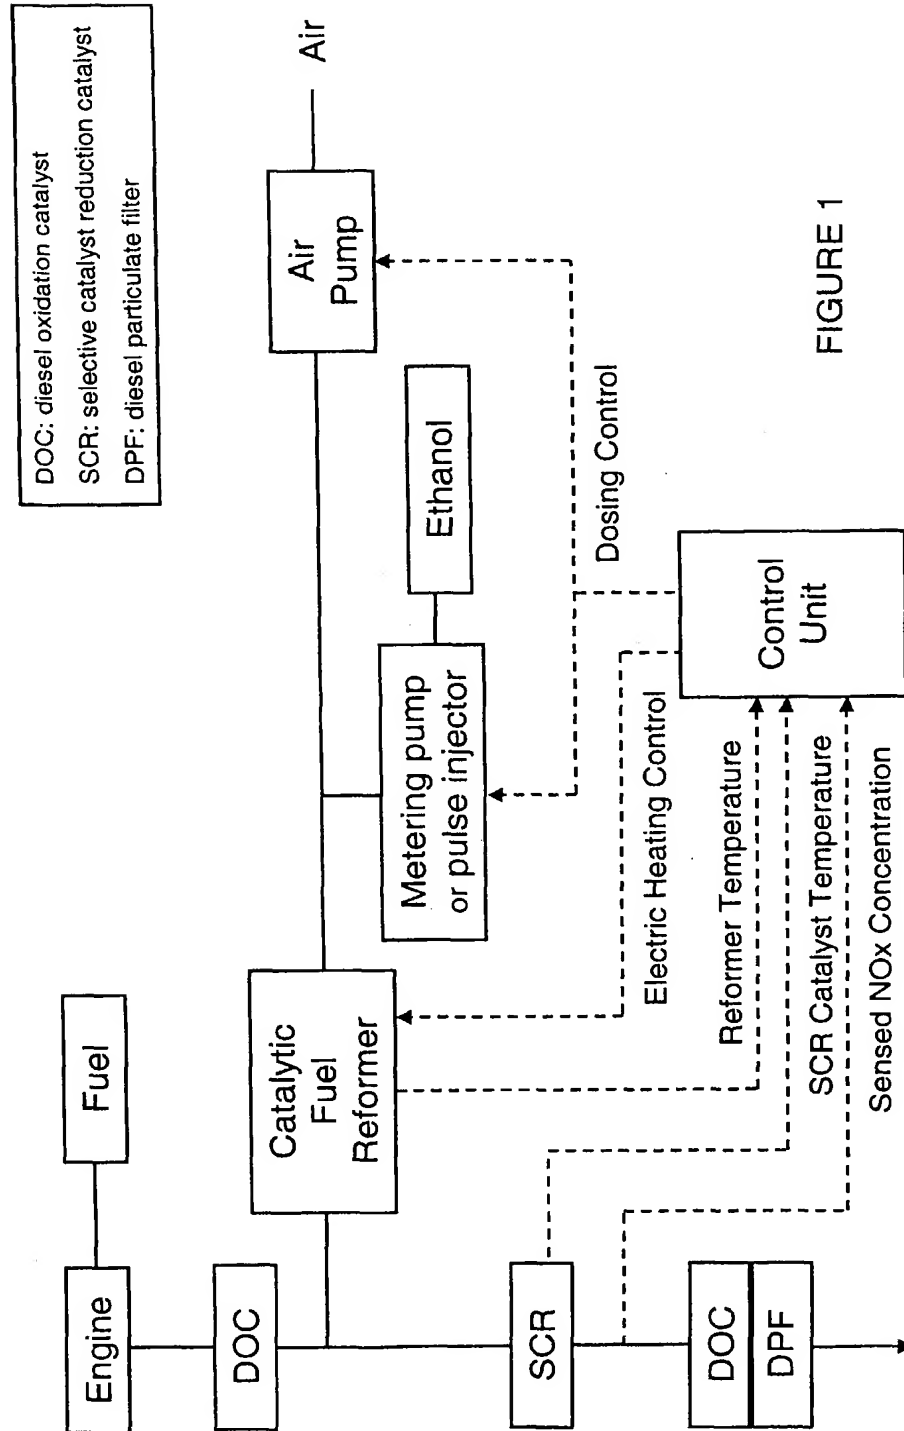 DOC: diesel oxidation catalyst
SCR: selective catalyst reduction catalyst
DPF: diesel particulate filter
Engine
Fuel
DOC
Catalytic
Fuel
Reformer
Air
Pump
Air
Metering pump
or pulse injector
Ethanol
SCR
Electric Heating Control
Dosing Control
Reformer Temperature
SCR Catalyst Temperature
Sensed NOx Concentration
Control
Unit
DOC
DPF
FIGURE 1